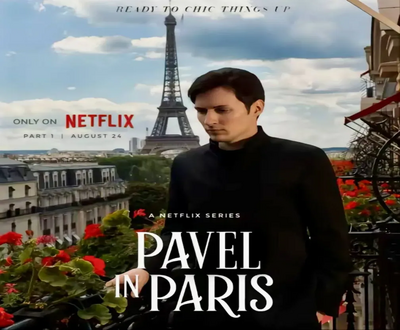 READY TO CHIC THINGS UP
ONLY ON NETFLIX
PART 1 | AUGUST 24
A NETFLIX SERIES
PAVEL
IN PARIS